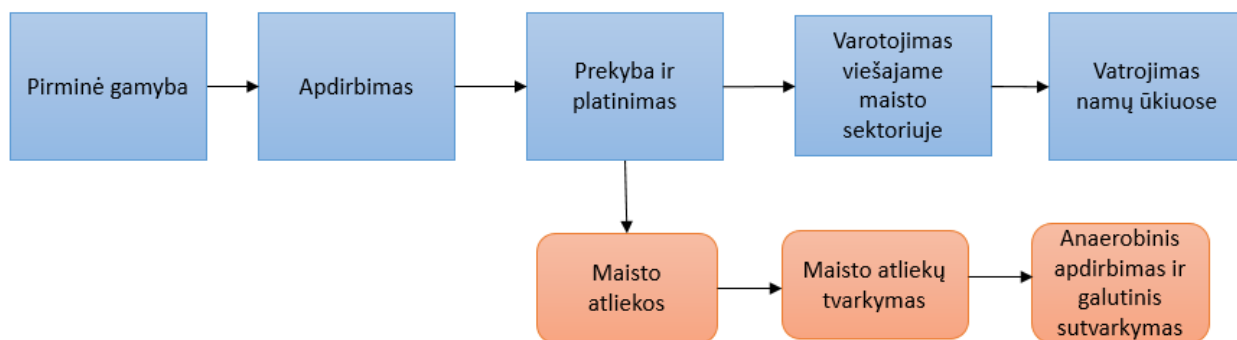 Pirminė gamyba
Apdirbimas
Prekyba ir
platinimas
Varotojimas
viešajame
maisto
sektoriuje
Vatrojimas
namų ūkiuose
Maisto
atliekos
Maisto atliekų
tvarkymas
Anaerobinis
apdirbimas ir
galutinis
sutvarkymas